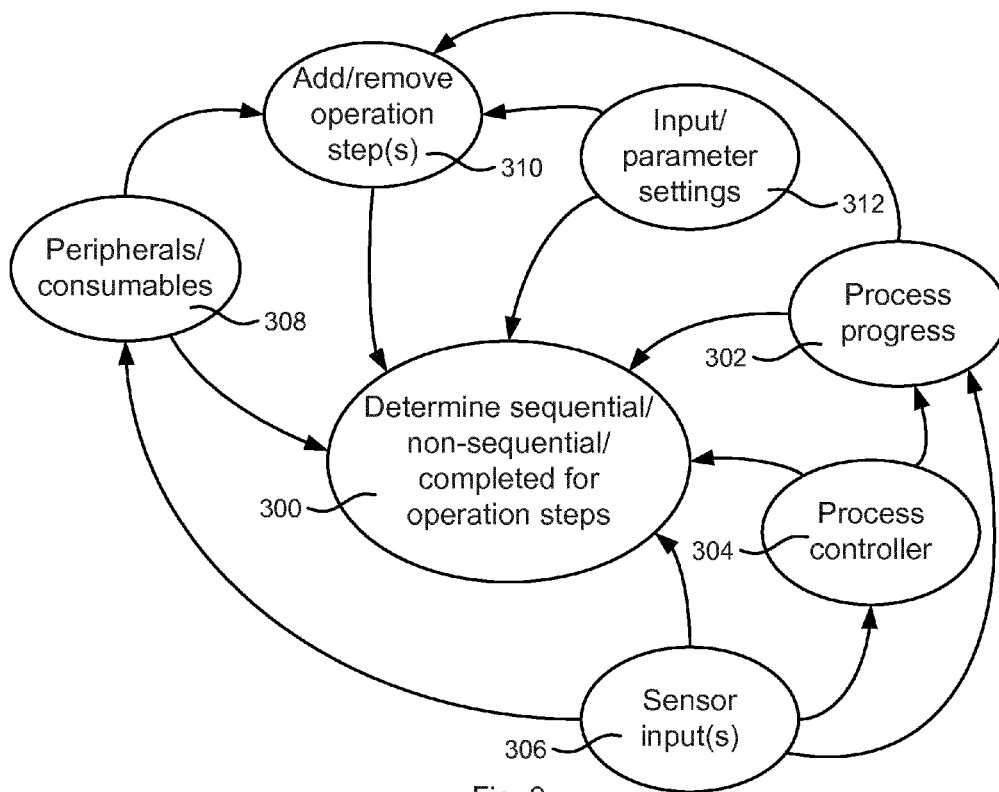 Add/remove
operation
step(s)
310
Input/
parameter
settings
312
Peripherals/
consumables
308
Process
progress
302
Determine sequential/
non-sequential/
completed for
operation steps
300
Process
controller
304
Sensor
input(s)
306